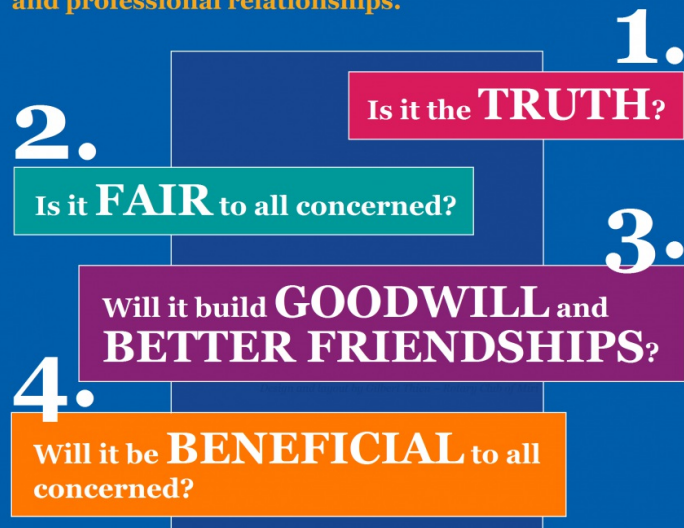 and professional relationships.
1.
Is it the TRUTH?
2.
Is it FAIR to all concerned?
3.
Will it build GOODWILL and
BETTER FRIENDSHIPS?
4.
Will it be BENEFICIAL to all
concerned?